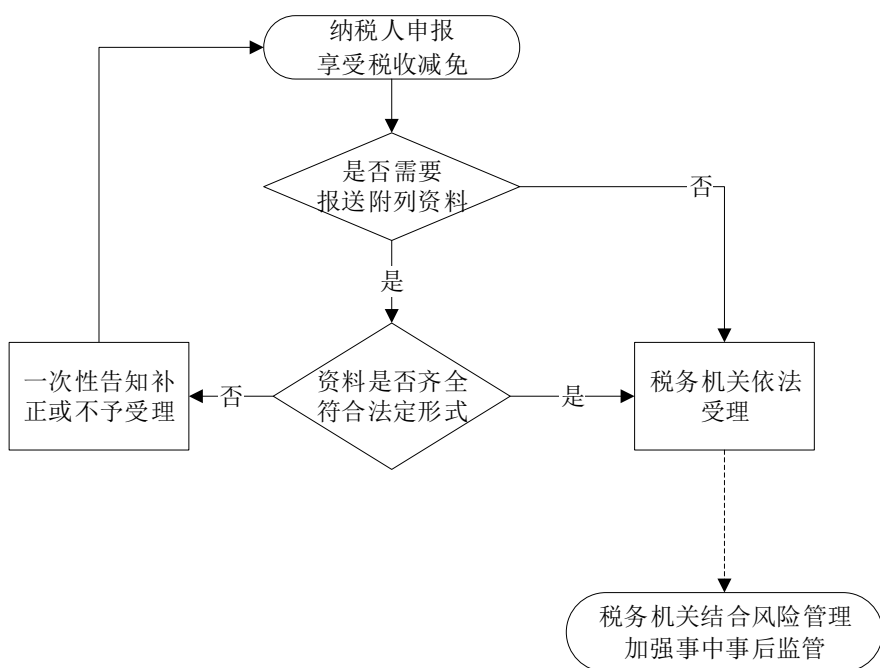 纳税人申报
享受税收减免
是否需要
报送附列资料
否
是
一次性告知补
正或不予受理
否
资料是否齐全
符合法定形式
是
税务机关依法
受理
税务机关结合风险管理
加强事中事后监管